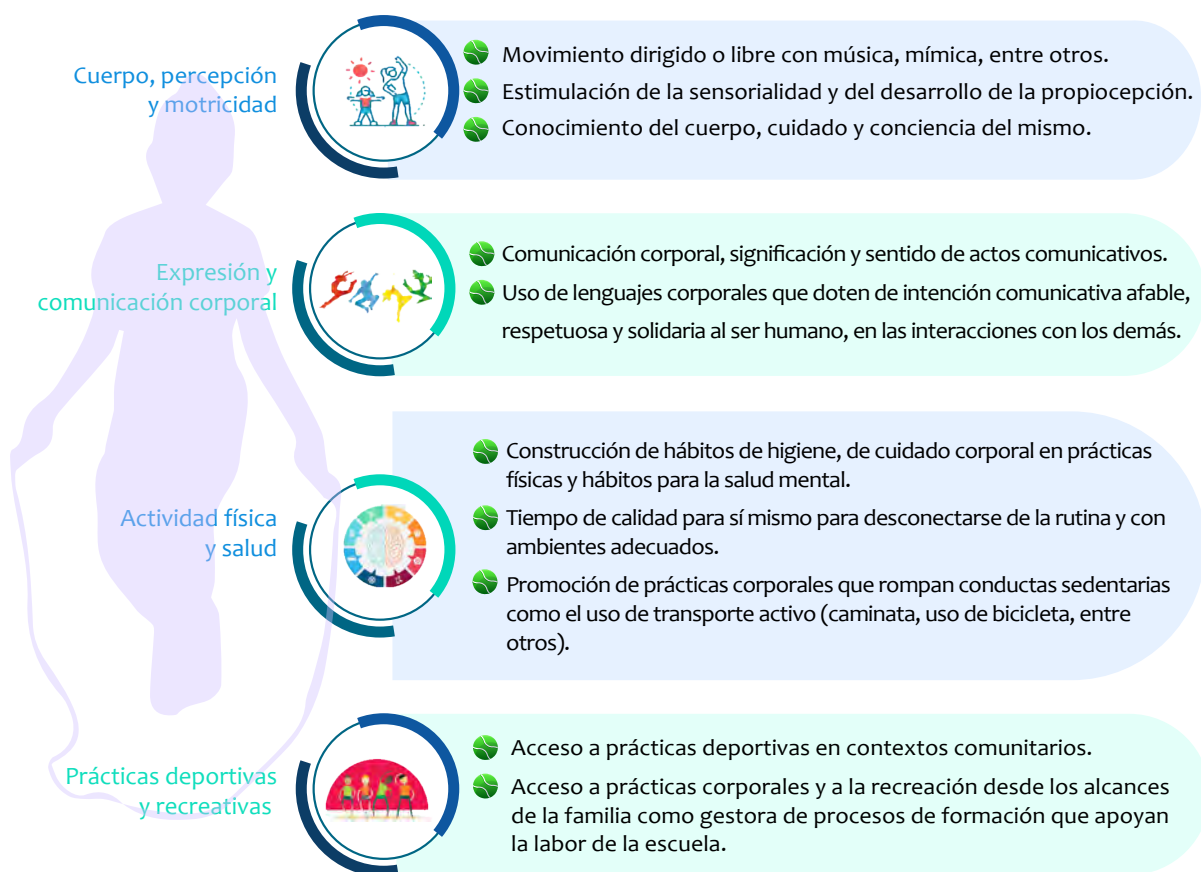 Cuerpo, percepción
y motricidad
Movimiento dirigido o libre con música, mímica, entre otros.
Estimulación de la sensorialidad y del desarrollo de la propiocepción.
Conocimiento del cuerpo, cuidado y conciencia del mismo.
Expresión y
comunicación corporal
Comunicación corporal, significación y sentido de actos comunicativos.
Uso de lenguajes corporales que doten de intención comunicativa afable,
respetuosa y solidaria al ser humano, en las interacciones con los demás.
Actividad física
y salud
Construcción de hábitos de higiene, de cuidado corporal en prácticas
físicas y hábitos para la salud mental.
Tiempo de calidad para sí mismo para desconectarse de la rutina y con
ambientes adecuados.
Promoción de prácticas corporales que rompan conductas sedentarias
como el uso de transporte activo (caminata, uso de bicicleta, entre
otros).
Prácticas deportivas
y recreativas
Acceso a prácticas deportivas en contextos comunitarios.
Acceso a prácticas corporales y a la recreación desde los alcances
de la familia como gestora de procesos de formación que apoyan
la labor de la escuela.